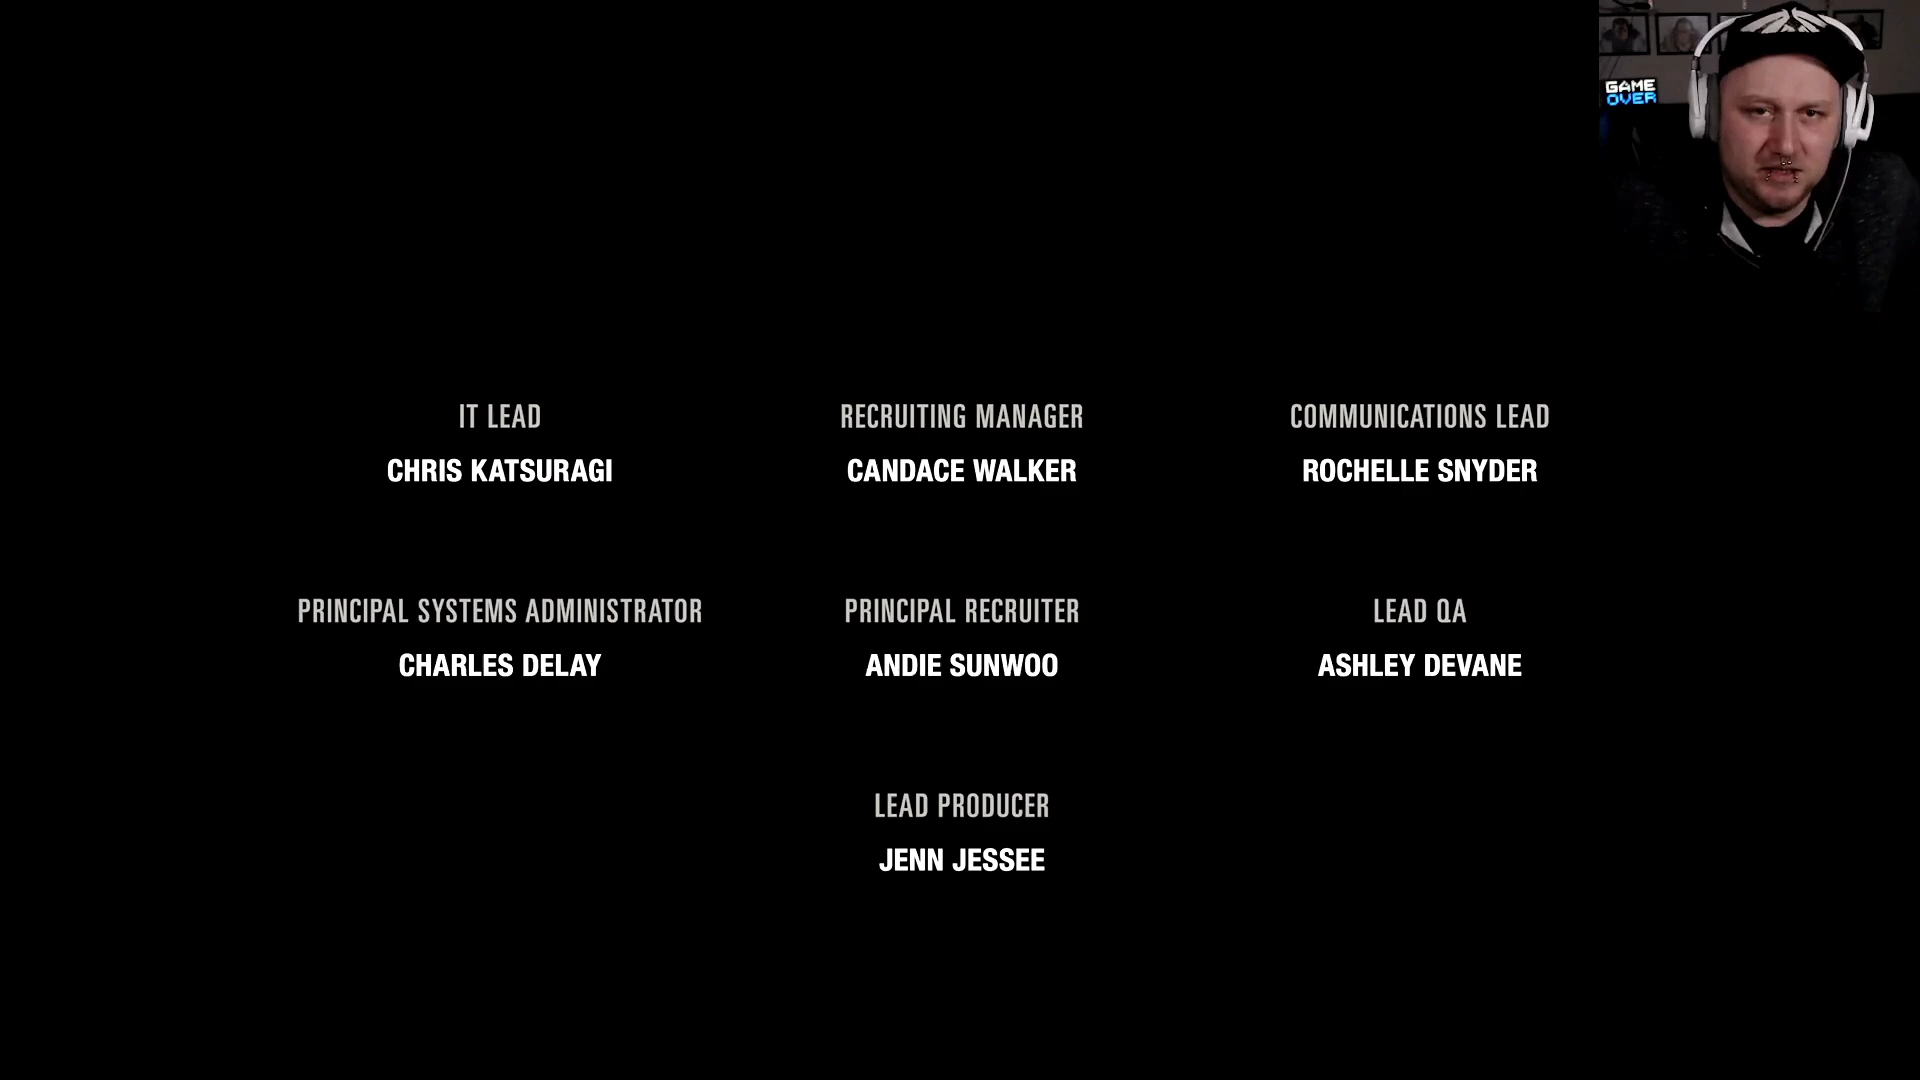 GAME
OVER
IT LEAD
CHRIS KATSURAGI
RECRUITING MANAGER
CANDACE WALKER
COMMUNICATIONS LEAD
ROCHELLE SNYDER
PRINCIPAL SYSTEMS ADMINISTRATOR
CHARLES DELAY
PRINCIPAL RECRUITER
ANDIE SUNWOO
LEAD QA
ASHLEY DEVANE
LEAD PRODUCER
JENN JESSEE